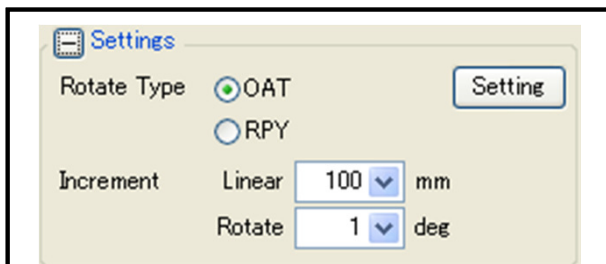 Settings
Rotate Type OAT Setting
RPY
Increment Linear 100 mm
Rotate 1 deg